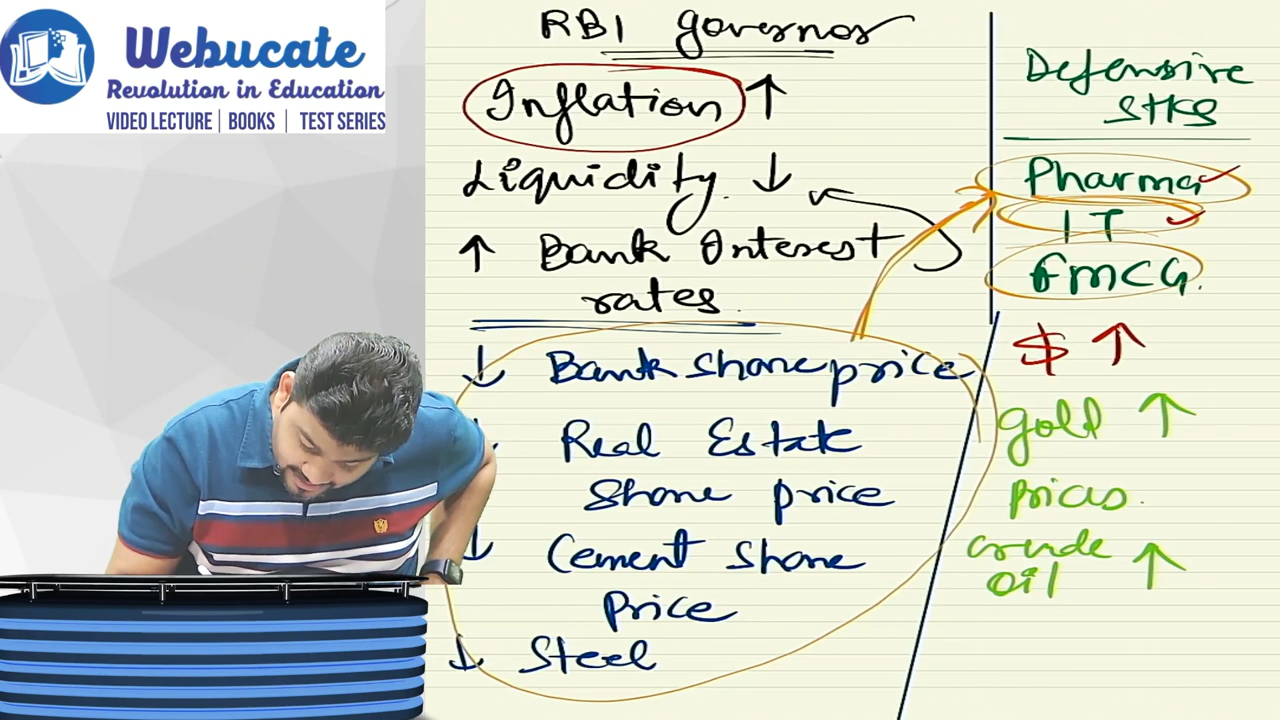 Webucate
Revolution in Education
VIDEO LECTURE | BOOKS | TEST SERIES
RBI governor
Inflation ↑
Liquidity ↓
↑ Bank Interest
rates.
↓ Bank share price
Real Estate
Share price
↓ Cement Share
Price
↓ Steel
Defensive
Stks
Pharma
IT
FMCG.
$ ↑
gold ↑
prices.
crude
oil ↑